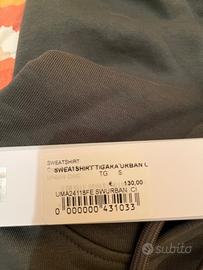 SWEATSHIRT
SWEATSHIRT TIGARA URBAN C
TG S
€ 130,00
UMA24118FE SWURBAN CI
0 000000 431033
subito